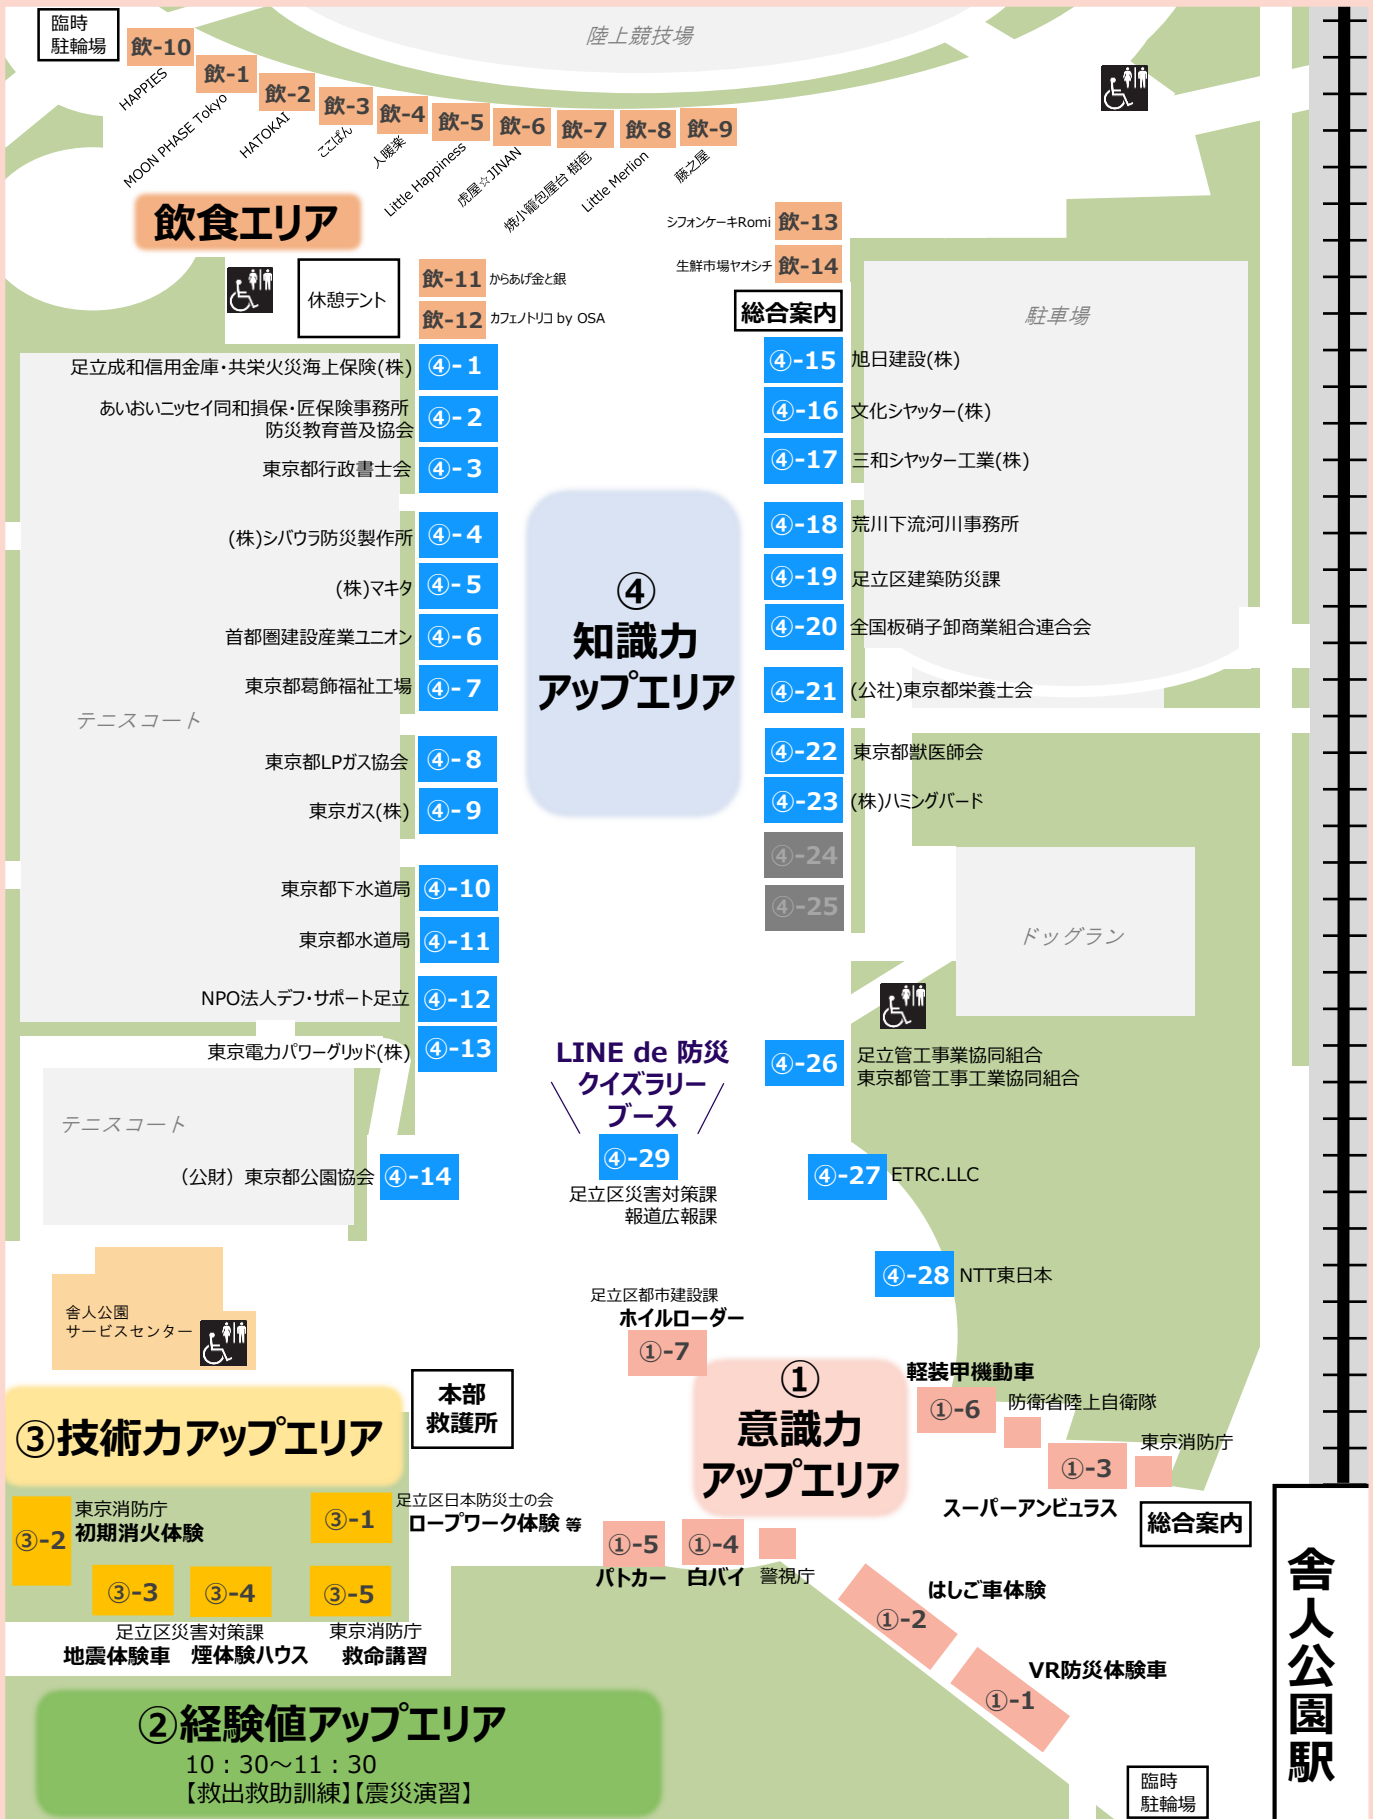 臨時
駐輪場
陸上競技場
飲-10
HAPPIES
飲-1
MOON PHASE Tokyo
飲-2
HATOKAI
飲-3
ここぱん
飲-4
人暖楽
飲-5
Little Happiness
飲-6
虎屋☆JINAN
飲-7
焼小籠包屋台 樹苞
飲-8
Little Merlion
飲-9
藤之屋
飲食エリア
シフォンケーキRomi 飲-13
生鮮市場ヤオシチ 飲-14
休憩テント
飲-11 からあげ金と銀
飲-12 カフェノトリコ by OSA
総合案内
駐車場
足立成和信用金庫・共栄火災海上保険(株) ④-1
あいおいニッセイ同和損保・匠保険事務所
防災教育普及協会 ④-2
東京都行政書士会 ④-3
(株)シバウラ防災製作所 ④-4
(株)マキタ ④-5
首都圏建設産業ユニオン ④-6
東京都葛飾福祉工場 ④-7
テニスコート
東京都LPガス協会 ④-8
東京ガス(株) ④-9
東京都下水道局 ④-10
東京都水道局 ④-11
NPO法人デフ・サポート足立 ④-12
東京電力パワーグリッド(株) ④-13
テニスコート
（公財）東京都公園協会 ④-14
④
知識力
アップエリア
④-15 旭日建設(株)
④-16 文化シヤッター(株)
④-17 三和シヤッター工業(株)
④-18 荒川下流河川事務所
④-19 足立区建築防災課
④-20 全国板硝子卸商業組合連合会
④-21 (公社)東京都栄養士会
④-22 東京都獣医師会
④-23 (株)ハミングバード
④-24
④-25
ドッグラン
LINE de 防災
クイズラリー
ブース
④-29
足立区災害対策課
報道広報課
④-26 足立管工事業協同組合
東京都管工事工業協同組合
④-27 ETRC.LLC
④-28 NTT東日本
舎人公園
サービスセンター
足立区都市建設課
ホイルローダー
①-7
本部
救護所
①
意識力
アップエリア
軽装甲機動車
①-6 防衛省陸上自衛隊
東京消防庁
①-3
スーパーアンビュラス
総合案内
③技術力アップエリア
③-2
東京消防庁
初期消火体験
③-1
足立区日本防災士の会
ロープワーク体験 等
③-3
③-4
足立区災害対策課
地震体験車 煙体験ハウス
③-5
東京消防庁
救命講習
①-5
パトカー
①-4
白バイ
警視庁
はしご車体験
①-2
VR防災体験車
①-1
舎人公園駅
②経験値アップエリア
10：30～11：30
【救出救助訓練】【震災演習】
臨時
駐輪場